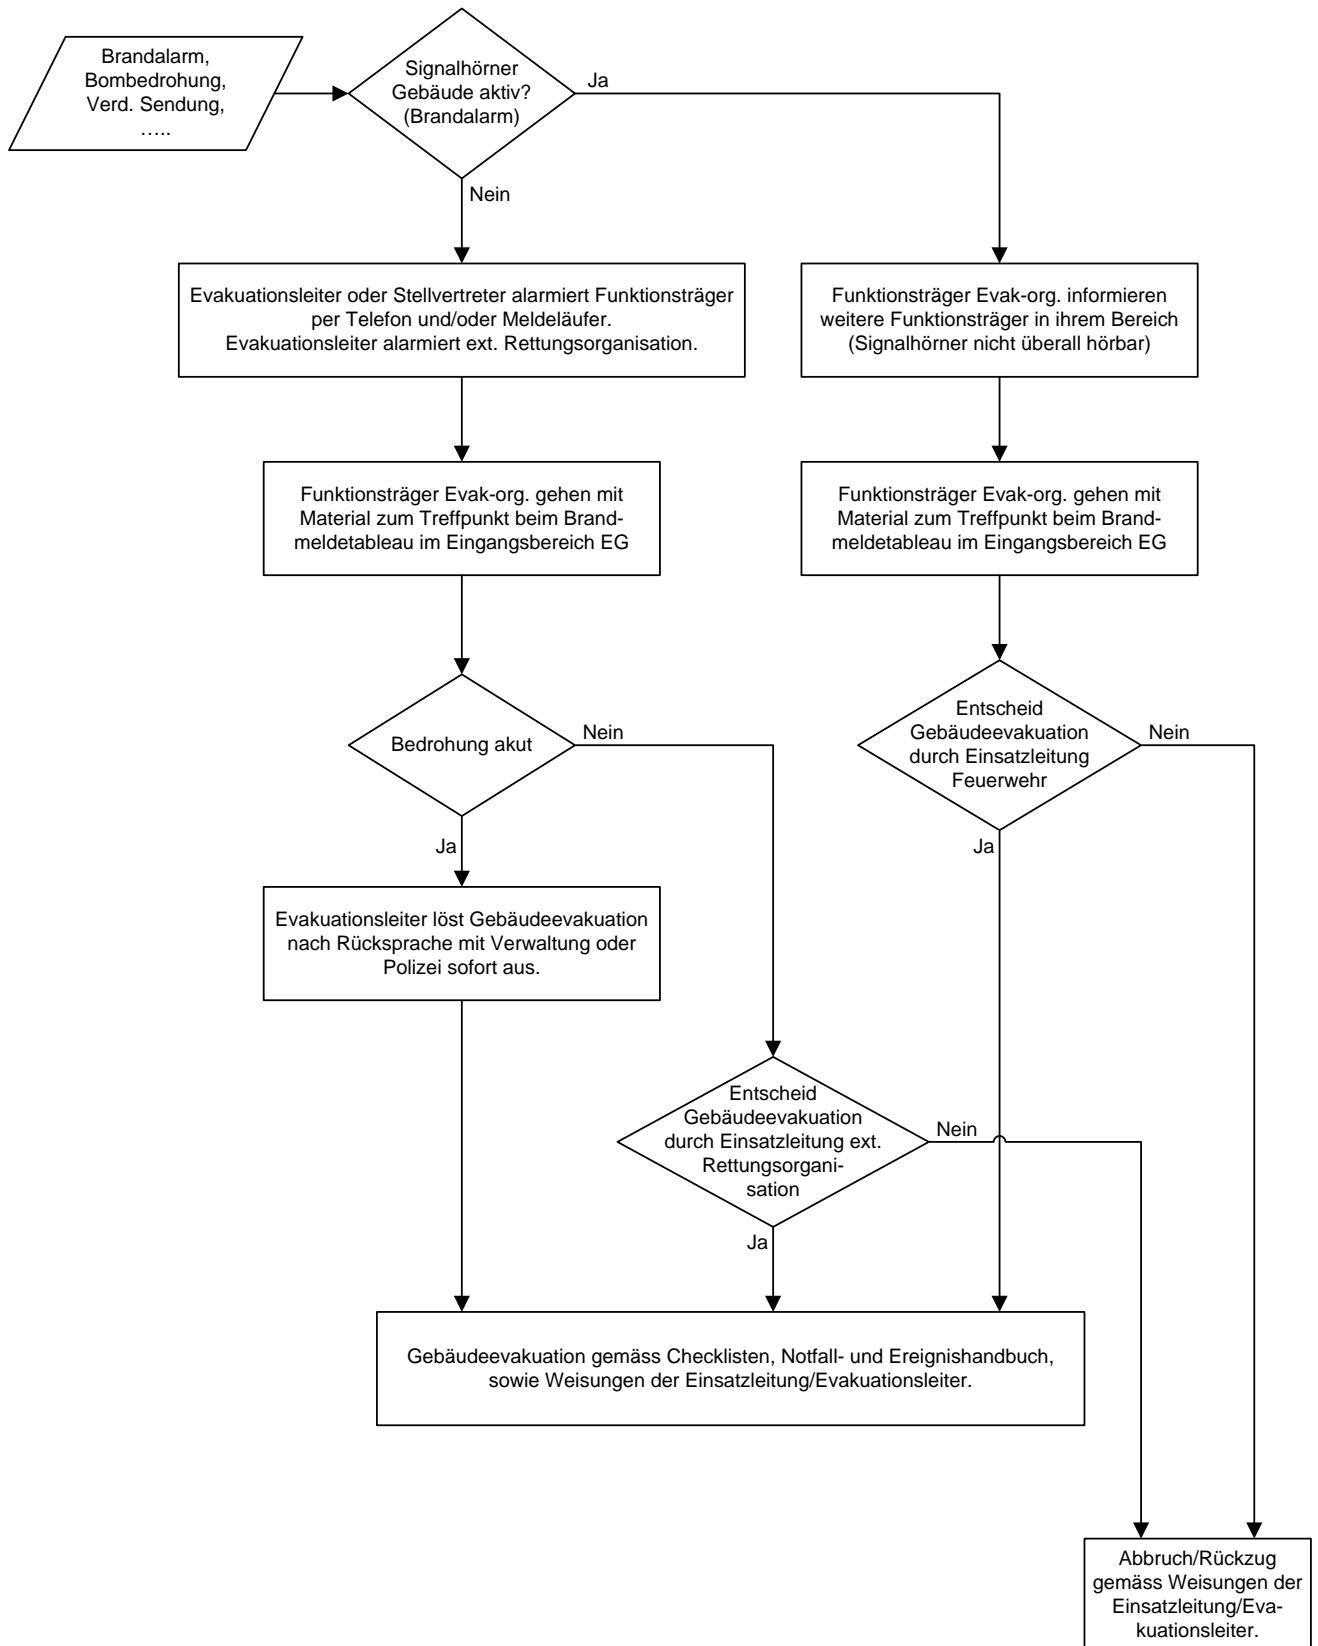 Brandalarm,
Bombedrohung,
Verd. Sendung,
.....
Signalhörner
Gebäude aktiv?
(Brandalarm)
Ja
Nein
Evakuationsleiter oder Stellvertreter alarmiert Funktionsträger
per Telefon und/oder Meldeläufer.
Evakuationsleiter alarmiert ext. Rettungsorganisation.
Funktionsträger Evak-org. informieren
weitere Funktionsträger in ihrem Bereich
(Signalhörner nicht überall hörbar)
Funktionsträger Evak-org. gehen mit
Material zum Treffpunkt beim Brand-
meldetableau im Eingangsbereich EG
Funktionsträger Evak-org. gehen mit
Material zum Treffpunkt beim Brand-
meldetableau im Eingangsbereich EG
Bedrohung akut
Nein
Ja
Entscheid
Gebäudeevakuation
durch Einsatzleitung
Feuerwehr
Nein
Ja
Evakuationsleiter löst Gebäudeevakuation
nach Rücksprache mit Verwaltung oder
Polizei sofort aus.
Entscheid
Gebäudeevakuation
durch Einsatzleitung ext.
Rettungsorgani-
sation
Nein
Ja
Gebäudeevakuation gemäss Checklisten, Notfall- und Ereignishandbuch,
sowie Weisungen der Einsatzleitung/Evakuationsleiter.
Abbruch/Rückzug
gemäss Weisungen der
Einsatzleitung/Eva-
kuationsleiter.